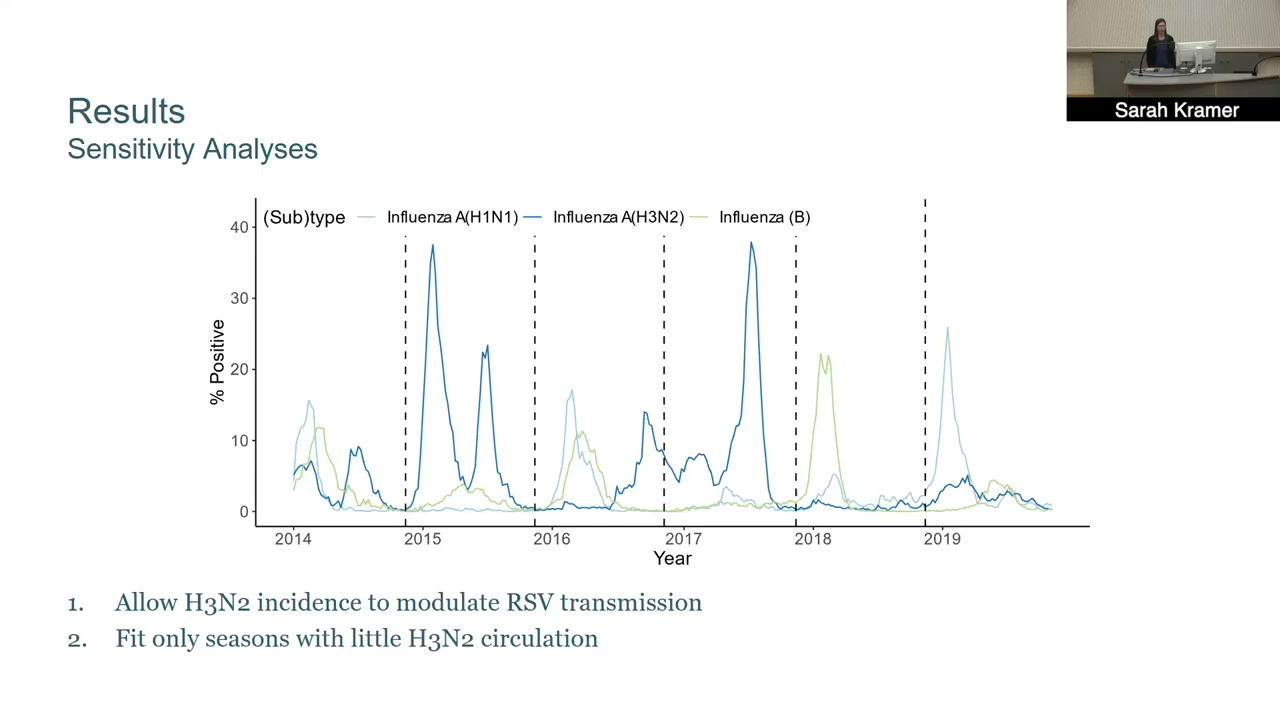 Sarah Kramer
Results
Sensitivity Analyses
(Sub)type Influenza A(H1N1) Influenza A(H3N2) Influenza (B)
40
30
20
10
0
% Positive
2014 2015 2016 2017 2018 2019
Year
1. Allow H3N2 incidence to modulate RSV transmission
2. Fit only seasons with little H3N2 circulation